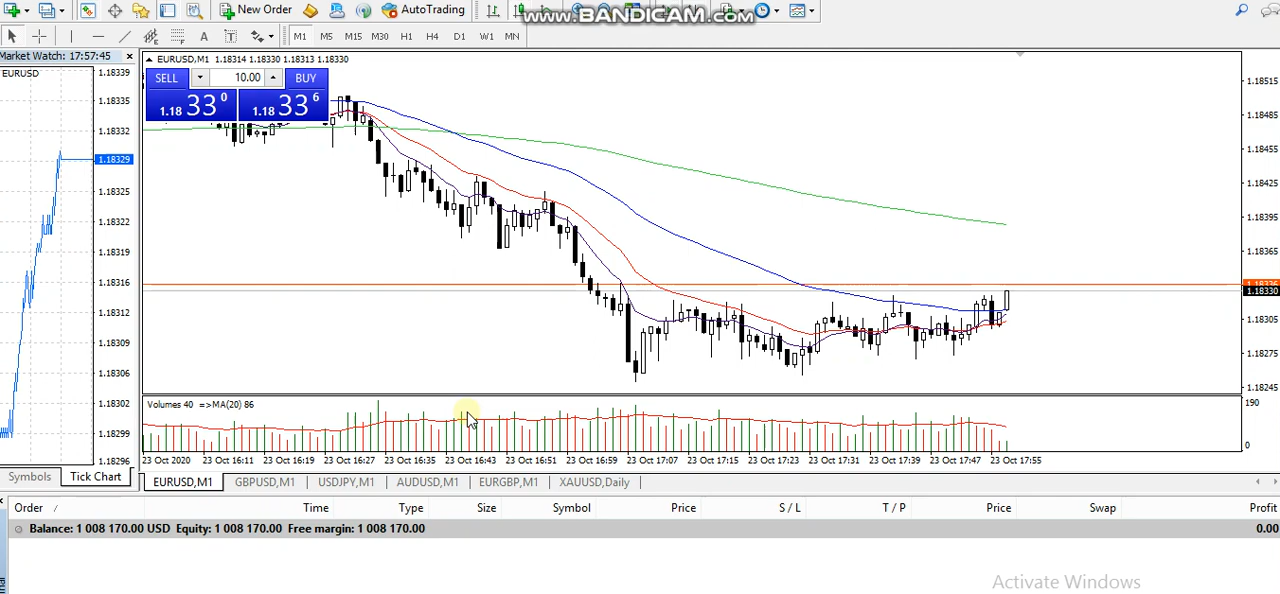 New Order
AutoTrading
www.BANDICAM.com
A
T
M1 M5 M15 M30 H1 H4 D1 W1 MN
Market Watch: 17:57:45
EURUSD
1.18339
1.18335
1.18332
1.18329
1.18325
1.18322
1.18319
1.18316
1.18312
1.18309
1.18306
1.18302
1.18299
1.18296
Symbols Tick Chart
EURUSD,M1 1.18314 1.18330 1.18313 1.18330
SELL 10.00 BUY
1.18 33 0 1.18 33 6
1.18515
1.18485
1.18455
1.18425
1.18395
1.18365
1.18336
1.18330
1.18305
1.18275
1.18245
Volumes 40 =>MA(20) 86
190
0
23 Oct 2020 23 Oct 16:11 23 Oct 16:19 23 Oct 16:27 23 Oct 16:35 23 Oct 16:43 23 Oct 16:51 23 Oct 16:59 23 Oct 17:07 23 Oct 17:15 23 Oct 17:23 23 Oct 17:31 23 Oct 17:39 23 Oct 17:47 23 Oct 17:55
EURUSD,M1 GBPUSD,M1 USDJPY,M1 AUDUSD,M1 EURGBP,M1 XAUUSD,Daily
Order / Time Type Size Symbol Price S / L T / P Price Swap Profit
Balance: 1 008 170.00 USD Equity: 1 008 170.00 Free margin: 1 008 170.00 0.00
Activate Windows